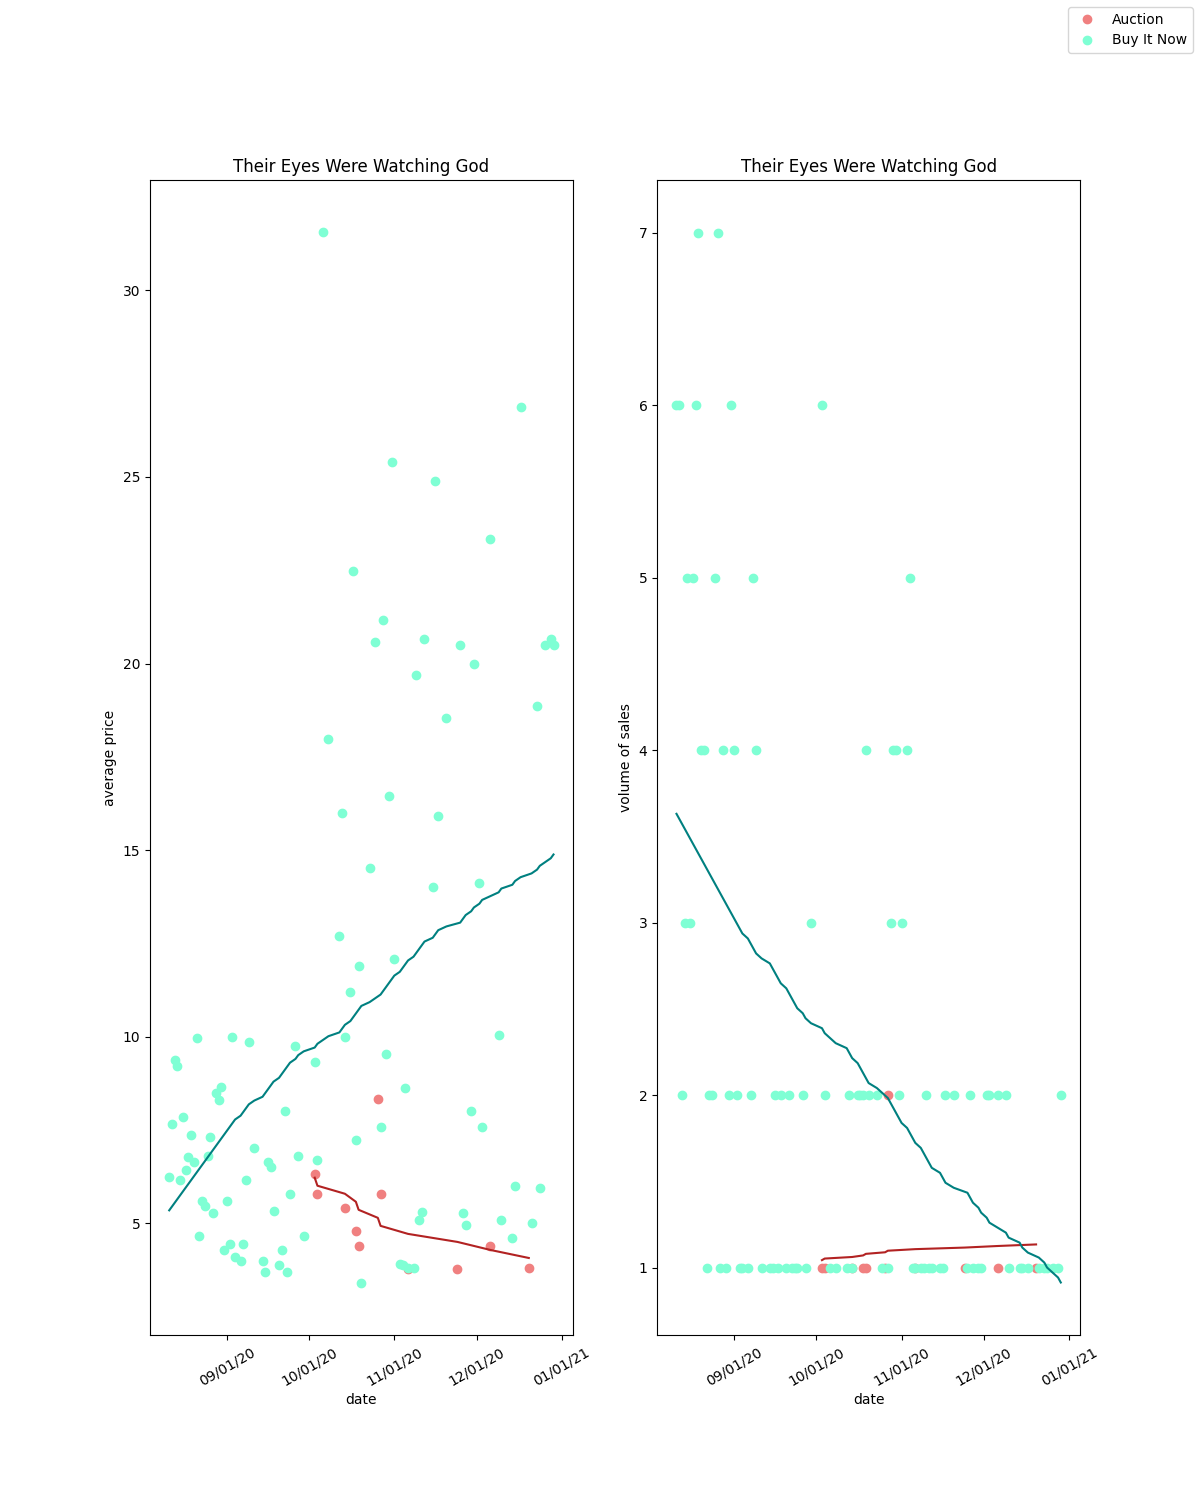 Auction
Buy It Now
Their Eyes Were Watching God
average price
30
25
20
15
10
5
09/01/20
10/01/20
11/01/20
12/01/20
01/01/21
date
Their Eyes Were Watching God
volume of sales
7
6
5
4
3
2
1
09/01/20
10/01/20
11/01/20
12/01/20
01/01/21
date